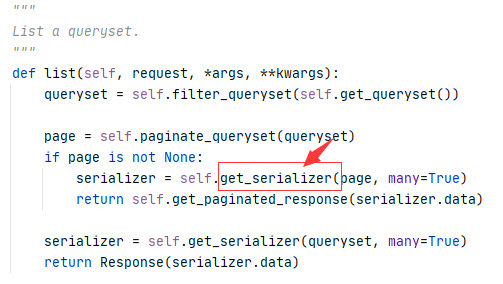 """
List a queryset.
"""
def list(self, request, *args, **kwargs):
    queryset = self.filter_queryset(self.get_queryset())
    page = self.paginate_queryset(queryset)
    if page is not None:
        serializer = self.get_serializer(page, many=True)
        return self.get_paginated_response(serializer.data)
    serializer = self.get_serializer(queryset, many=True)
    return Response(serializer.data)